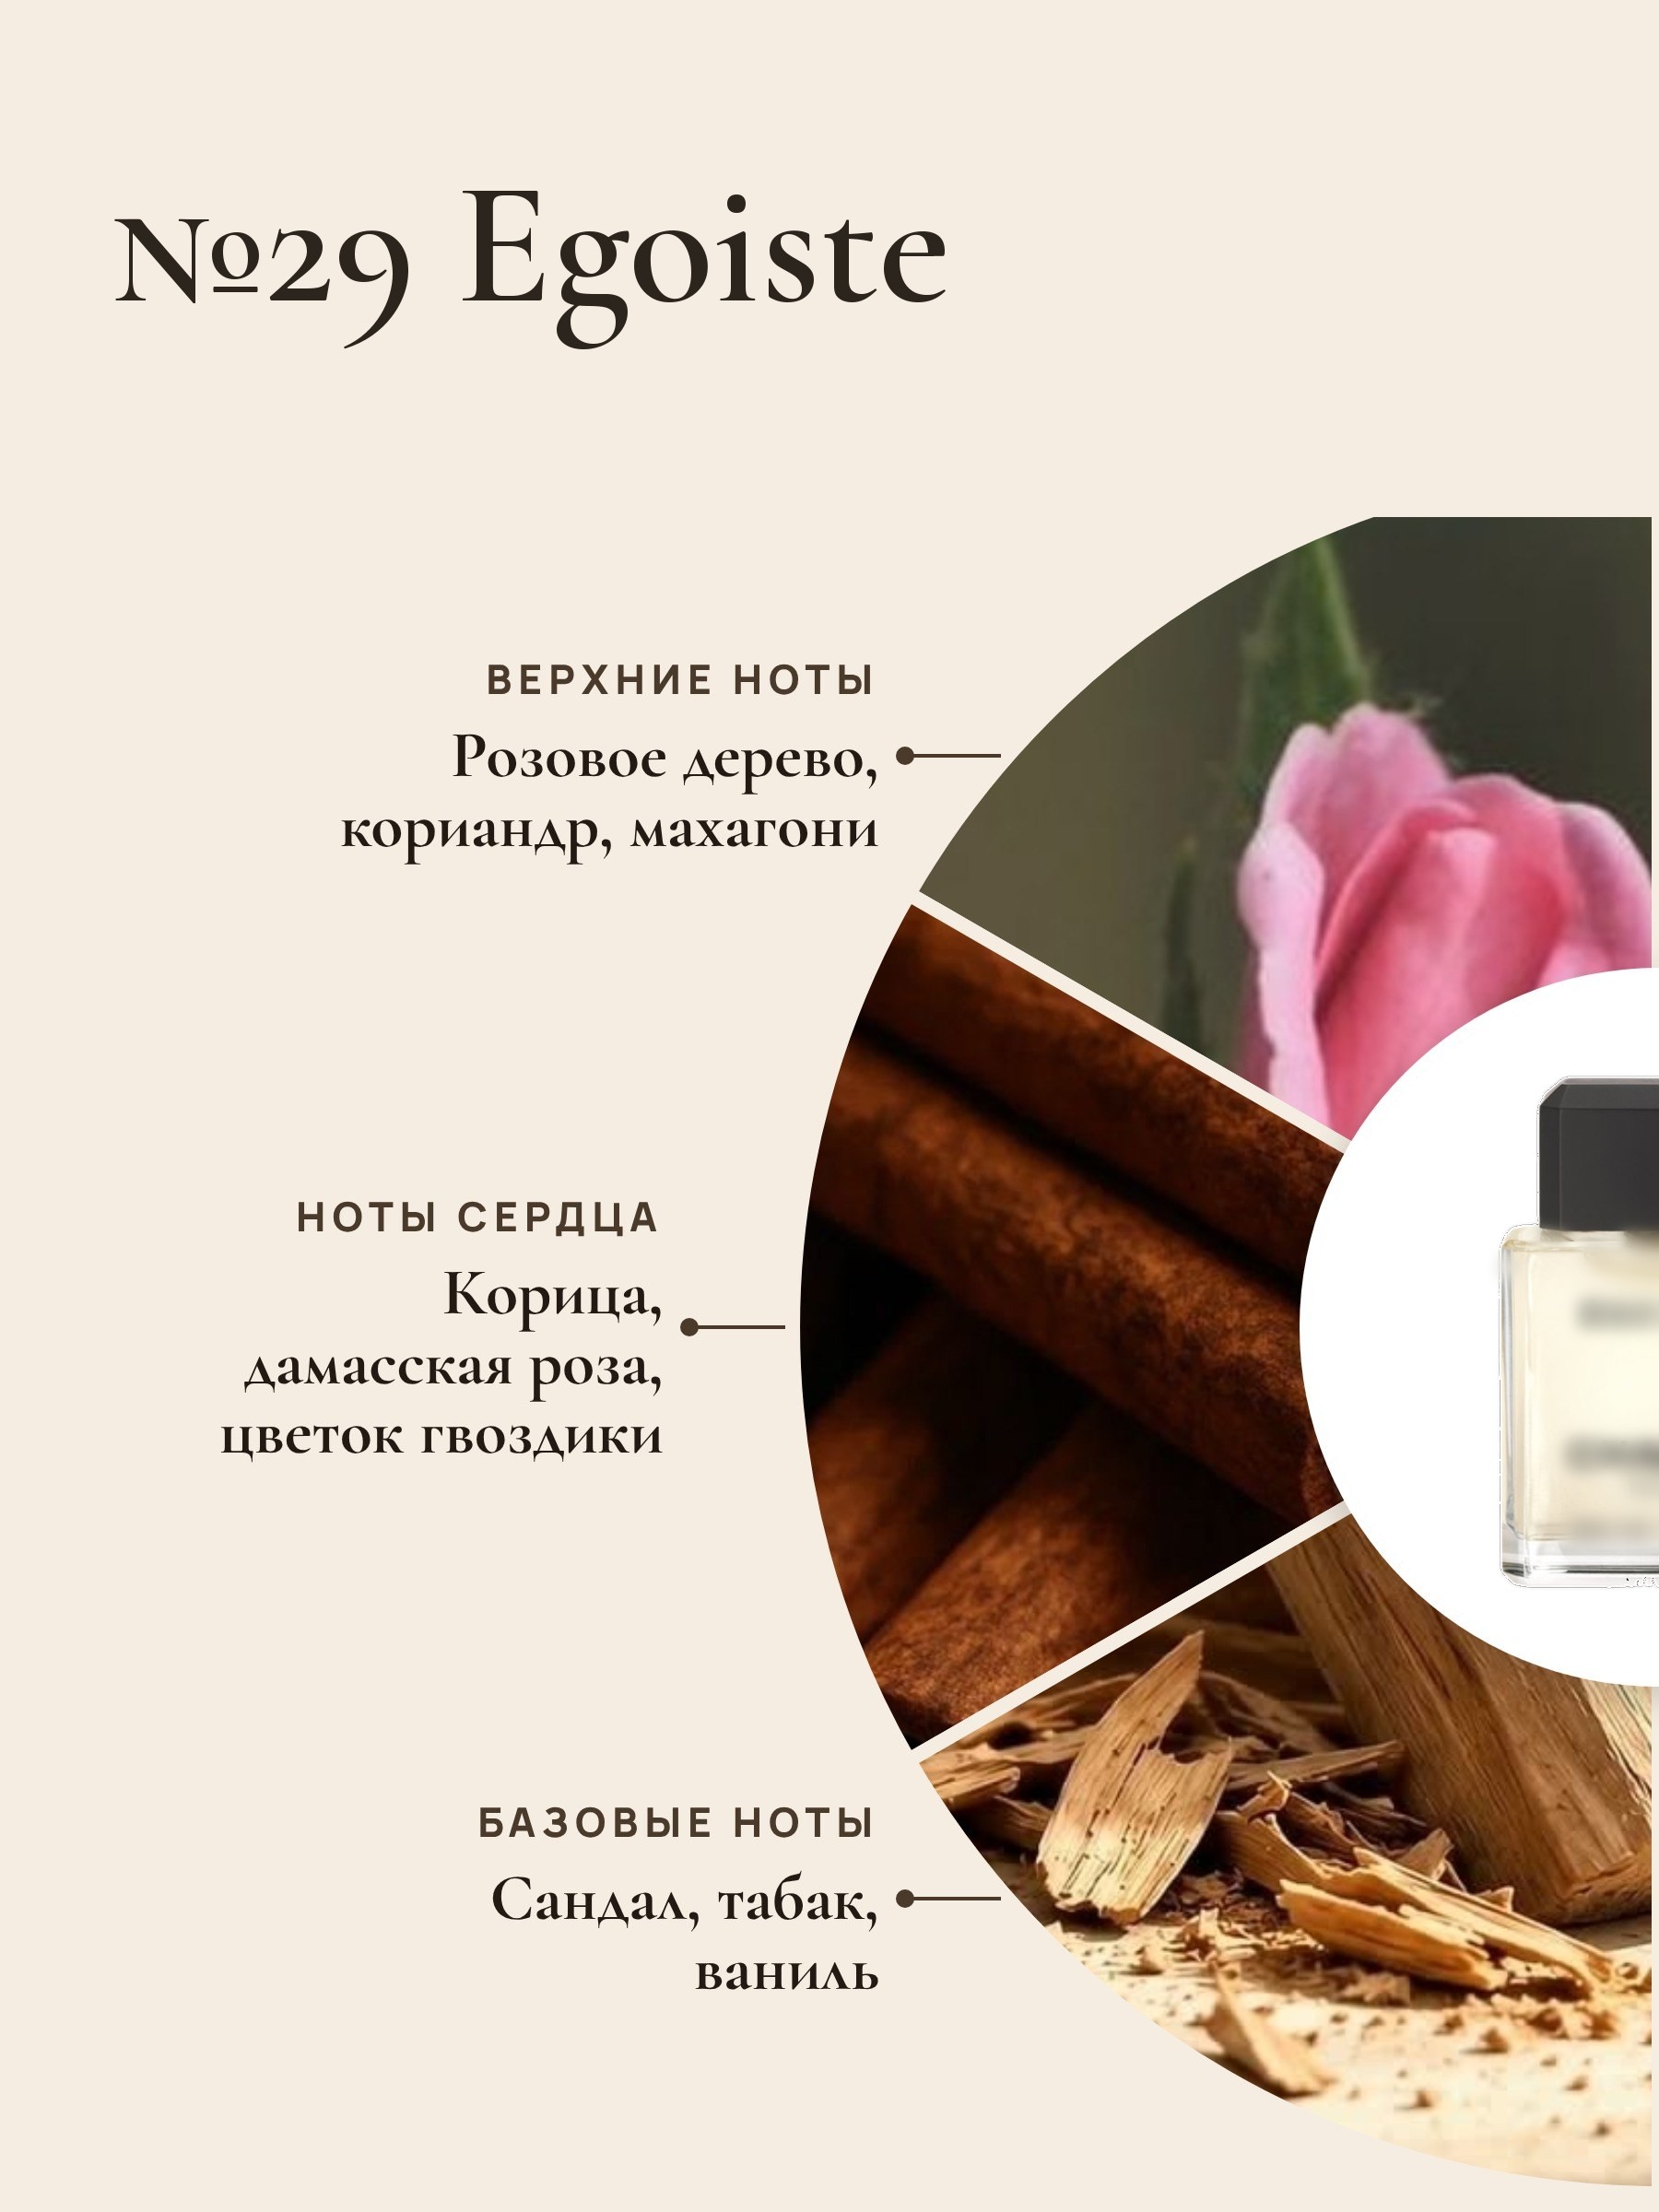 №29 Egoiste
ВЕРХНИЕ НОТЫ
Розовое дерево,
кориандр, махагони
НОТЫ СЕРДЦА
Корица,
дамасская роза,
цветок гвоздики
БАЗОВЫЕ НОТЫ
Сандал, табак,
ваниль